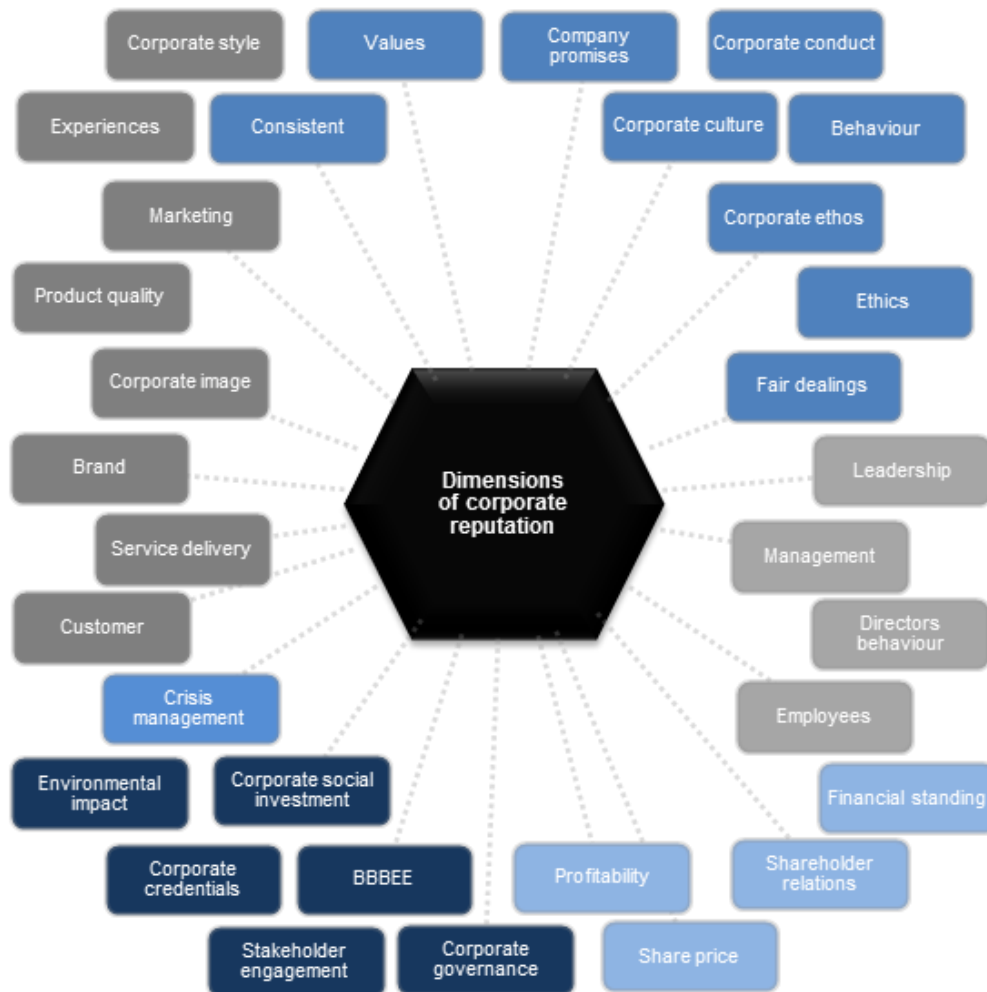 Corporate style
Values
Company
promises
Corporate conduct
Experiences
Consistent
Corporate culture
Behaviour
Marketing
Corporate ethos
Product quality
Ethics
Corporate image
Fair dealings
Brand
Dimensions
of corporate
reputation
Leadership
Service delivery
Management
Customer
Directors
behaviour
Crisis
management
Employees
Environmental
impact
Corporate social
investment
Financial standing
Corporate
credentials
BBBEE
Profitability
Shareholder
relations
Stakeholder
engagement
Corporate
governance
Share price